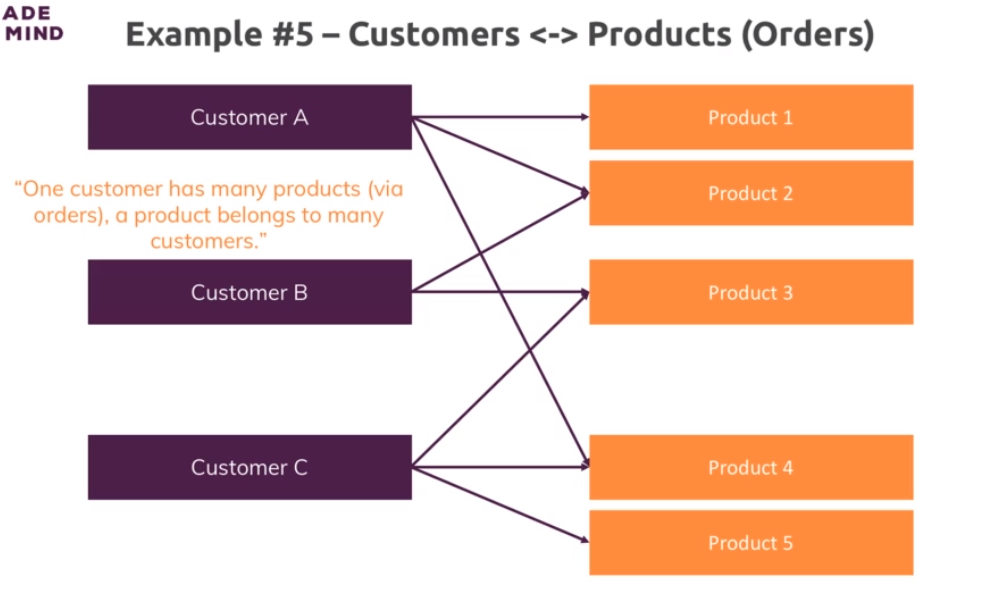 ADE
MIND
Example #5 – Customers <-> Products (Orders)
Customer A
Product 1
“One customer has many products (via
orders), a product belongs to many
customers.”
Product 2
Customer B
Product 3
Customer C
Product 4
Product 5